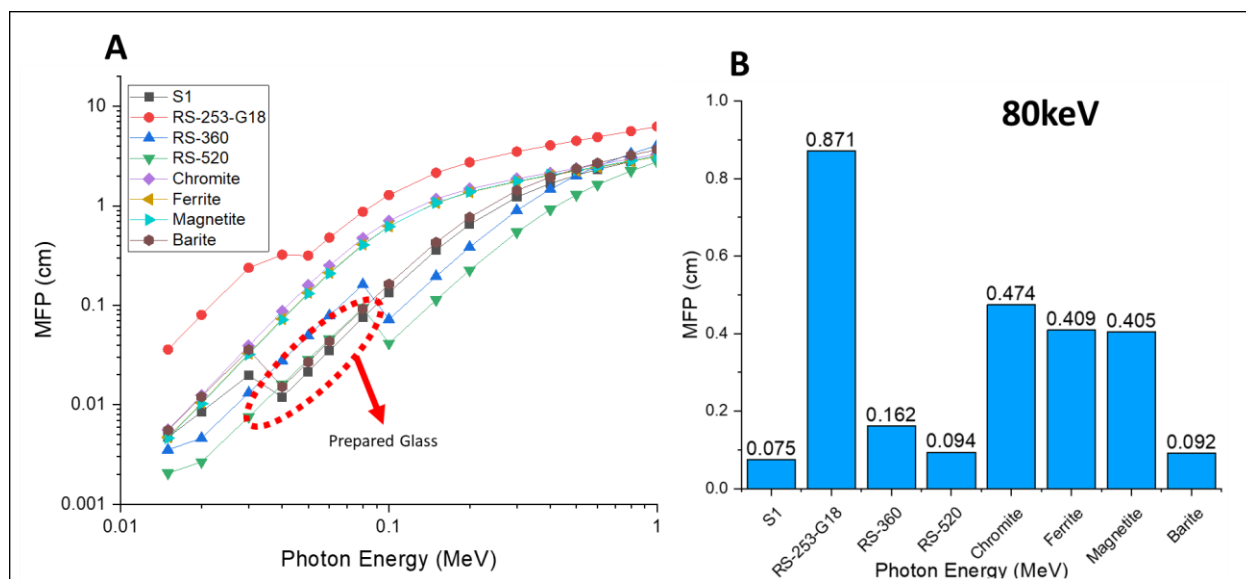 A
S1
RS-253-G18
RS-360
RS-520
Chromite
Ferrite
Magnetite
Barite
MFP (cm)
10
1
0.1
0.01
0.001
0.01
0.1
1
Photon Energy (MeV)
Prepared Glass
B
80keV
MFP (cm)
1.0
0.8
0.6
0.4
0.2
0.0
0.075
0.871
0.162
0.094
0.474
0.409
0.405
0.092
S1
RS-253-G18
RS-360
RS-520
Chromite
Ferrite
Magnetite
Barite
Photon Energy (MeV)